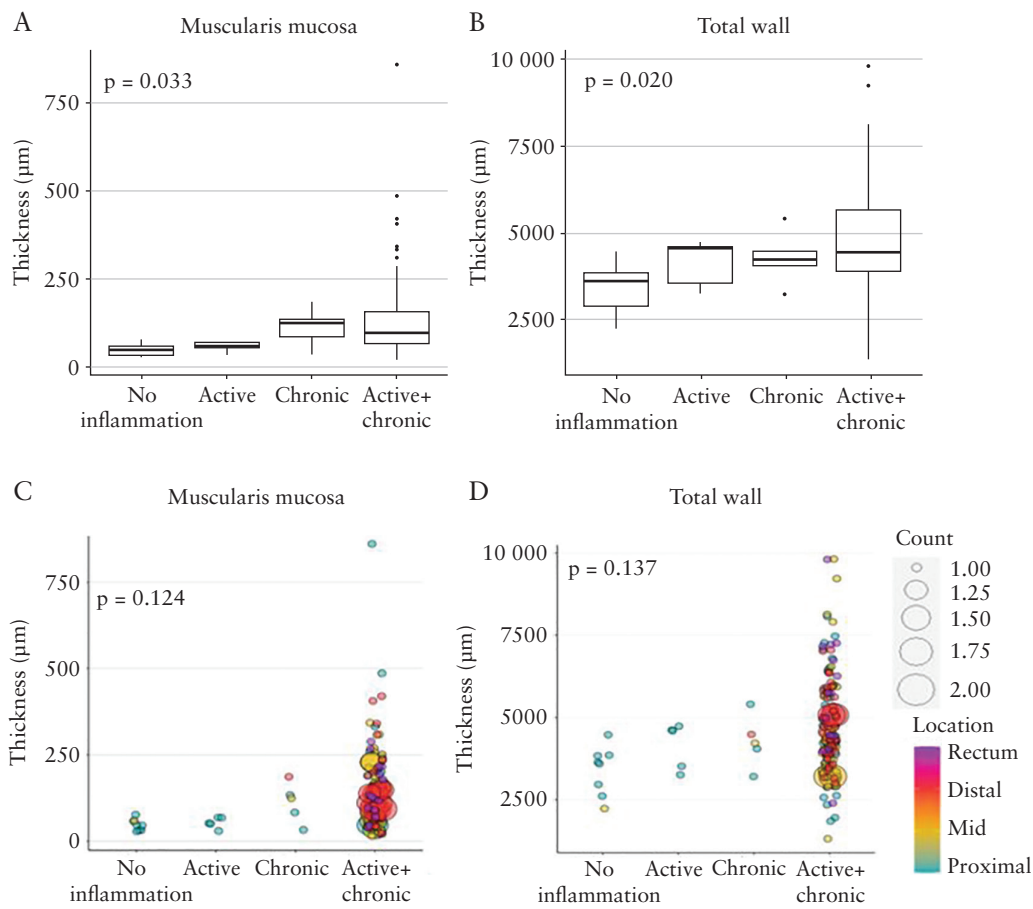 A
Muscularis mucosa
p = 0.033
Thickness (µm)
750
500
250
0
No
inflammation
Active
Chronic
Active+
chronic
B
Total wall
p = 0.020
Thickness (µm)
10 000
7500
5000
2500
No
inflammation
Active
Chronic
Active+
chronic
C
Muscularis mucosa
p = 0.124
Thickness (µm)
750
500
250
0
No
inflammation
Active
Chronic
Active+
chronic
D
Total wall
p = 0.137
Thickness (µm)
10 000
7500
5000
2500
No
inflammation
Active
Chronic
Active+
chronic
Count
1.00
1.25
1.50
1.75
2.00
Location
Rectum
Distal
Mid
Proximal